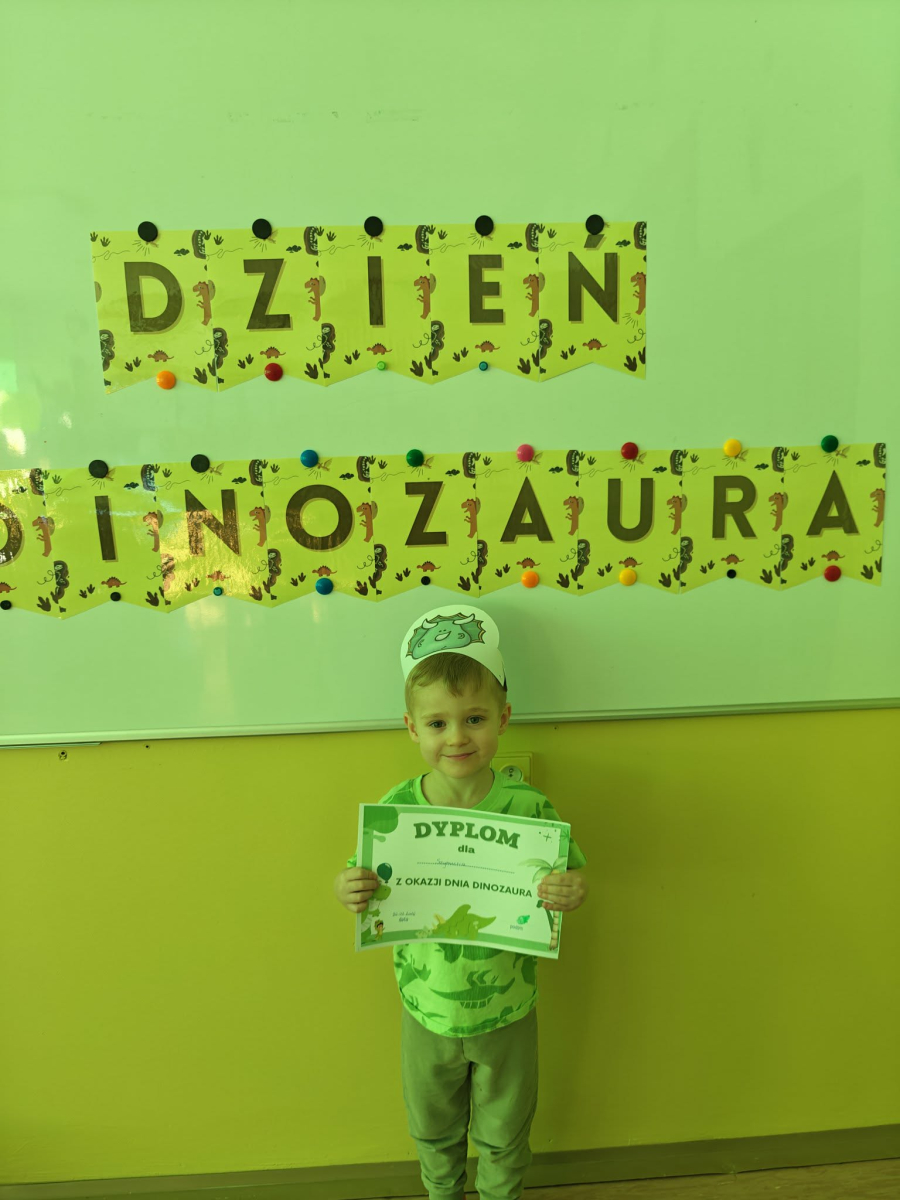 DZIEŃ
DINOZAURA
DYPLOM
dla
Z OKAZJI DNIA DINOZAURA